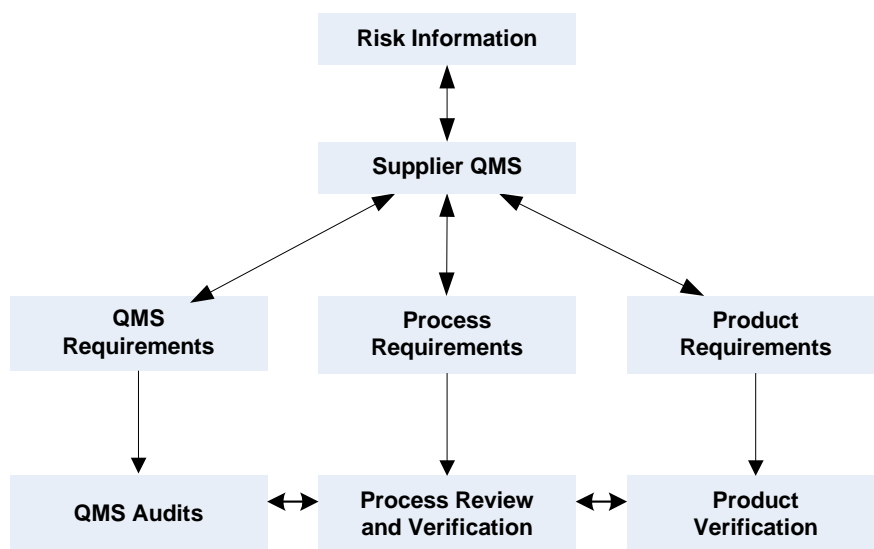 Risk Information
Supplier QMS
QMS
Requirements
Process
Requirements
Product
Requirements
QMS Audits
Process Review
and Verification
Product
Verification